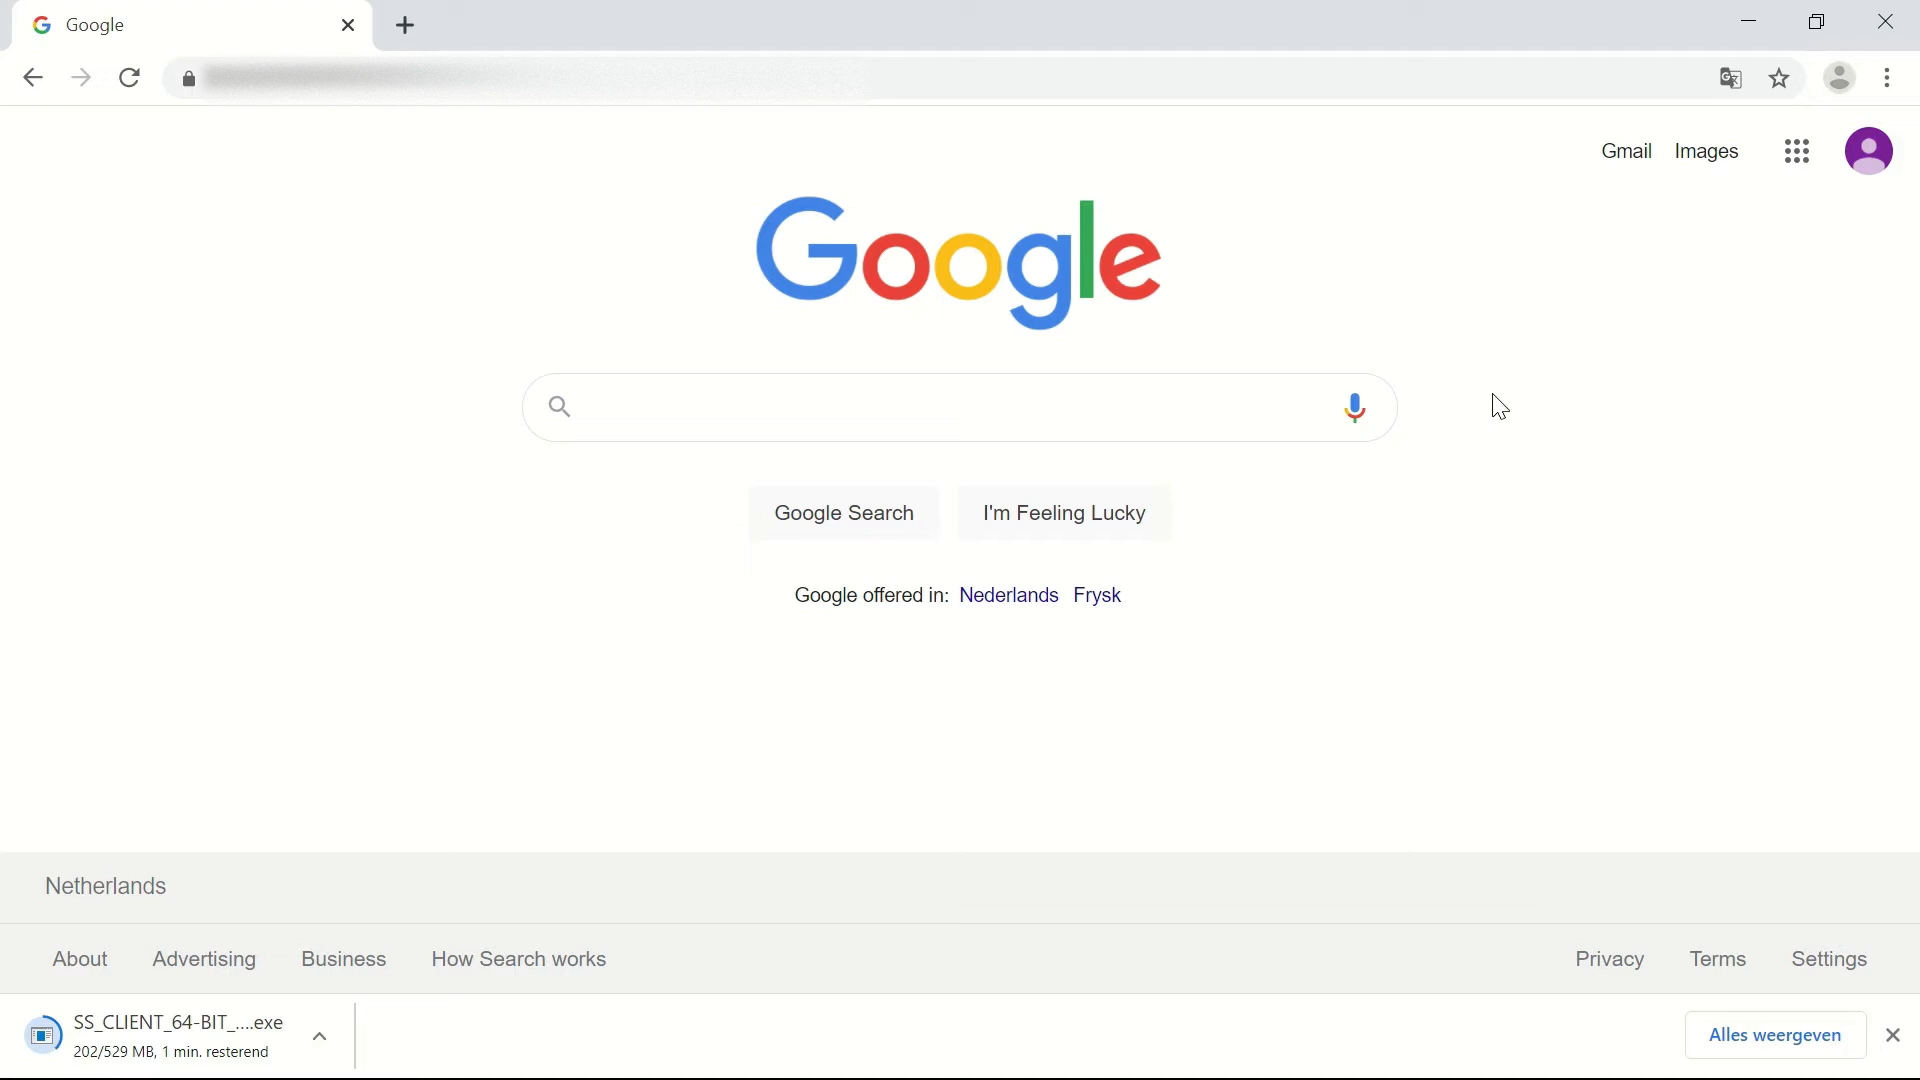 Google
Gmail Images
Google
Google Search I'm Feeling Lucky
Google offered in: Nederlands Frysk
Netherlands
About Advertising Business How Search works Privacy Terms Settings
SS_CLIENT_64-BIT_....exe
202/529 MB, 1 min. resterend
Alles weergeven